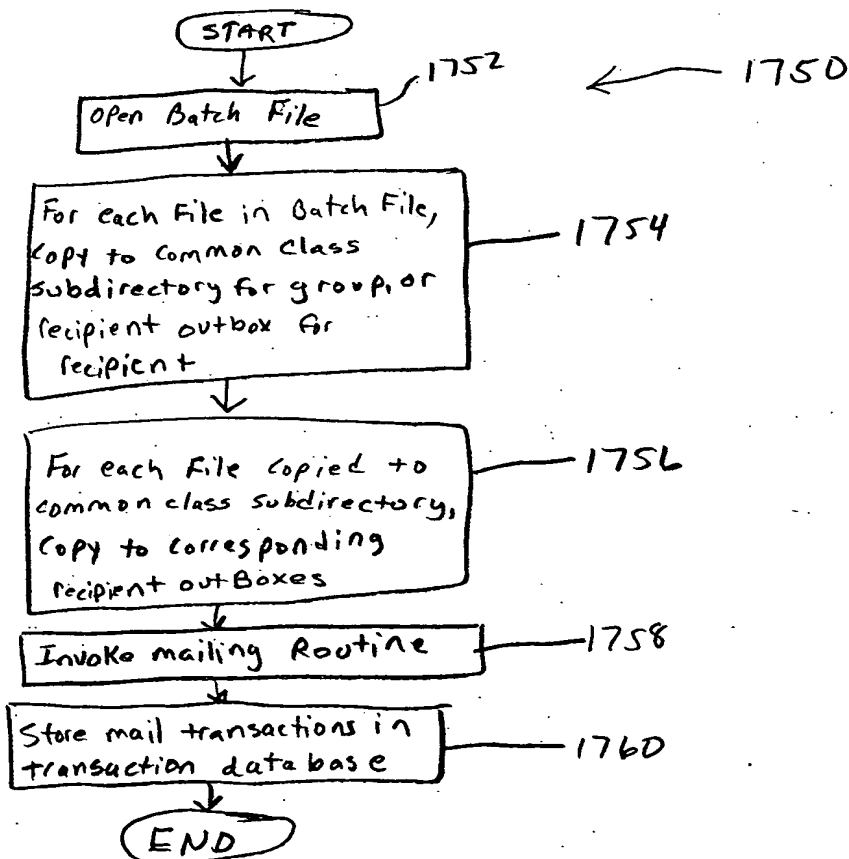 START
1752
1750
Open Batch File
For each File in Batch File,
Copy to Common Class
subdirectory for group, or
recipient outbox for
recipient
1754
For each File copied to
common class subdirectory,
Copy to corresponding
recipient outBoxes
1756
Invoke mailing Routine
1758
Store mail transactions in
transaction database
1760
END